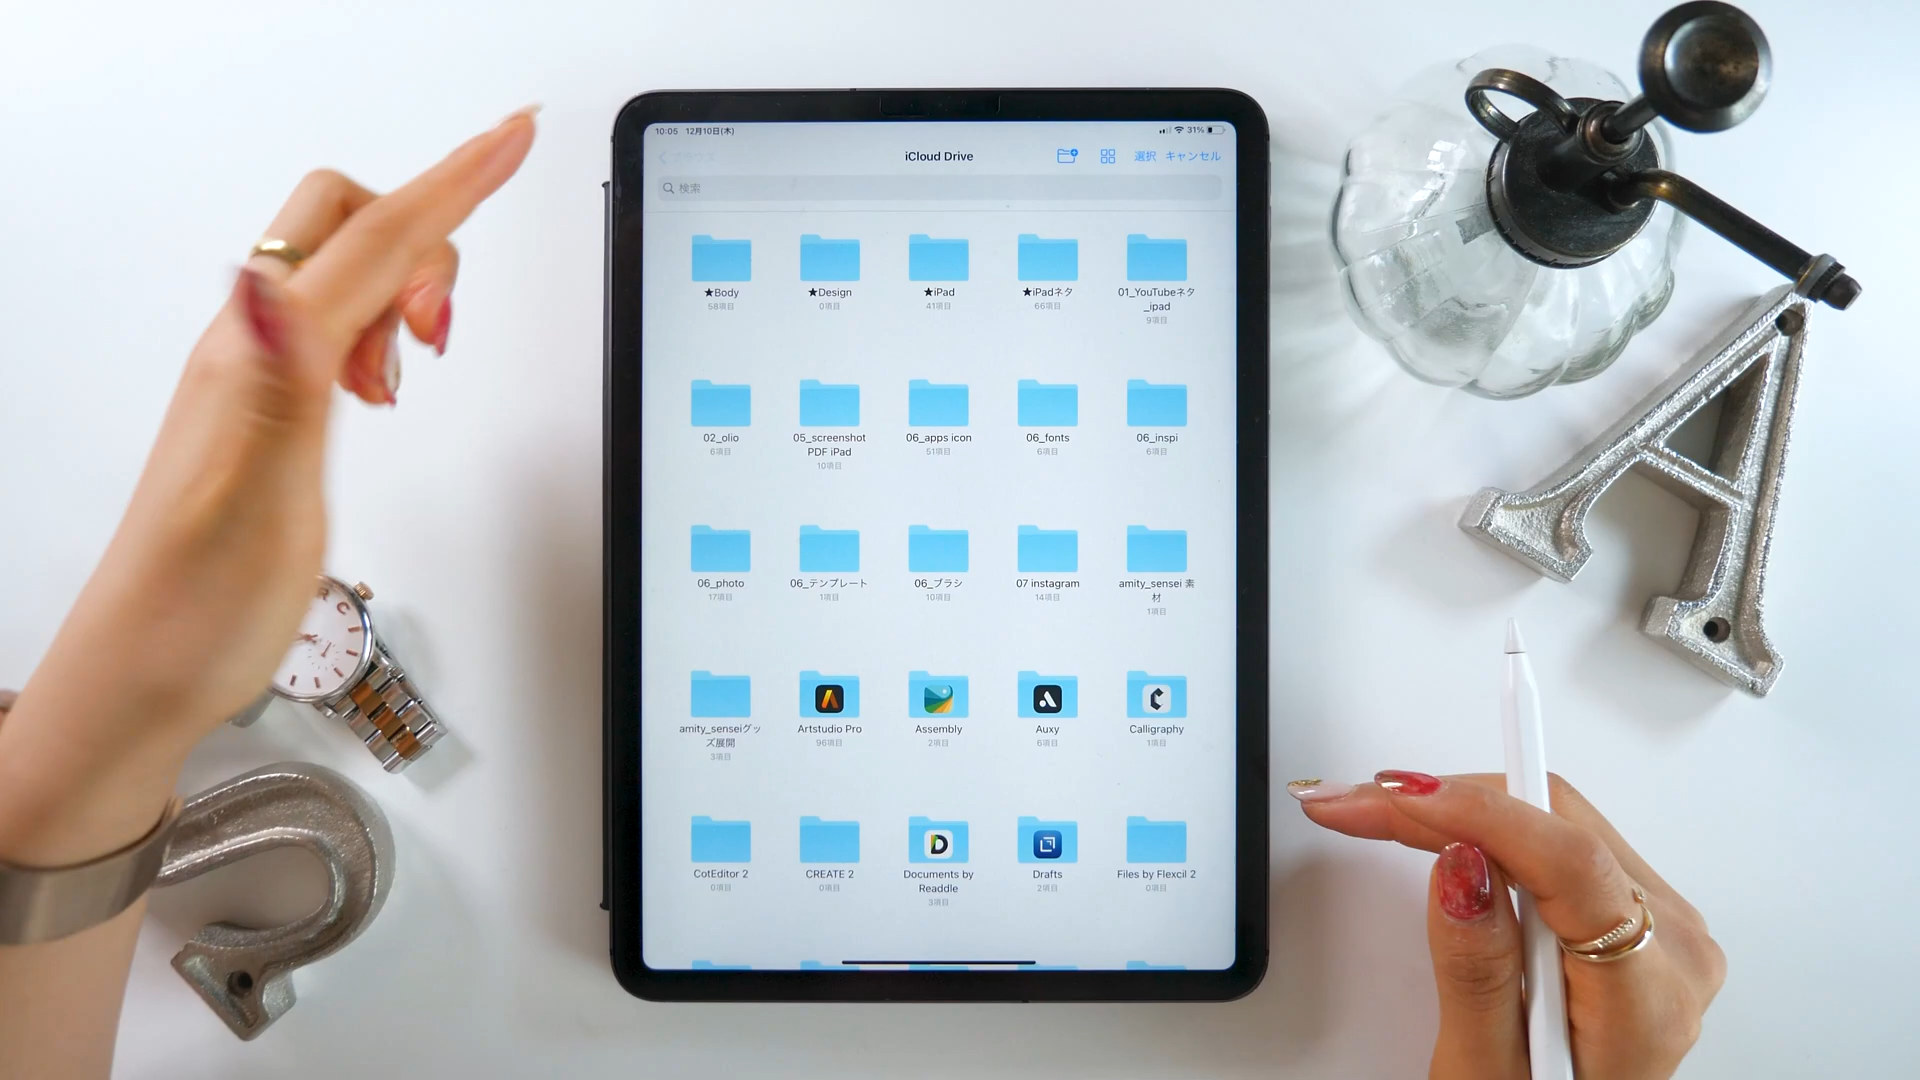 10:05 12月10日(木)
31%
iCloud Drive
選択 キャンセル
検索
★Body
58項目
★Design
0項目
★iPad
41項目
★iPadネタ
66項目
01_YouTubeネタ
_ipad
9項目
02_olio
6項目
05_screenshot
PDF iPad
10項目
06_apps icon
51項目
06_fonts
6項目
06_inspi
6項目
06_photo
17項目
06_テンプレート
1項目
06_ブラシ
10項目
07 instagram
14項目
amity_sensei 素
材
1項目
amity_senseiグッ
ズ展開
3項目
Artstudio Pro
96項目
Assembly
2項目
Auxy
6項目
Calligraphy
1項目
CotEditor 2
0項目
CREATE 2
0項目
D
Documents by
Readdle
3項目
Drafts
2項目
Files by Flexcil 2
0項目
A
R C